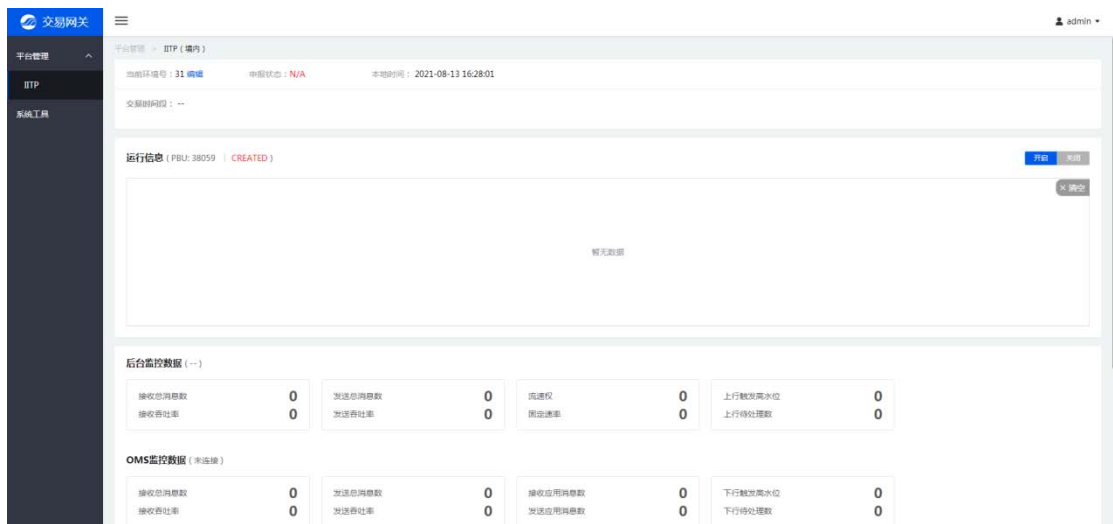 交易网关
admin
平台管理
IITP
系统工具
平台管理 > IITP ( 境内 )
当前环境号：31 编辑 申报状态：N/A 本地时间： 2021-08-13 16:28:01
交易时间段： --
运行信息 ( PBU: 38059 | CREATED ) 开启 关闭
× 清空
暂无数据
后台监控数据 ( -- )
接收总消息数 0 发送总消息数 0 流速权 0 上行触发高水位 0
接收吞吐率 0 发送吞吐率 0 固定速率 0 上行待处理数 0
OMS监控数据 ( 未连接 )
接收总消息数 0 发送总消息数 0 接收应用消息数 0 下行触发高水位 0
接收吞吐率 0 发送吞吐率 0 发送应用消息数 0 下行待处理数 0